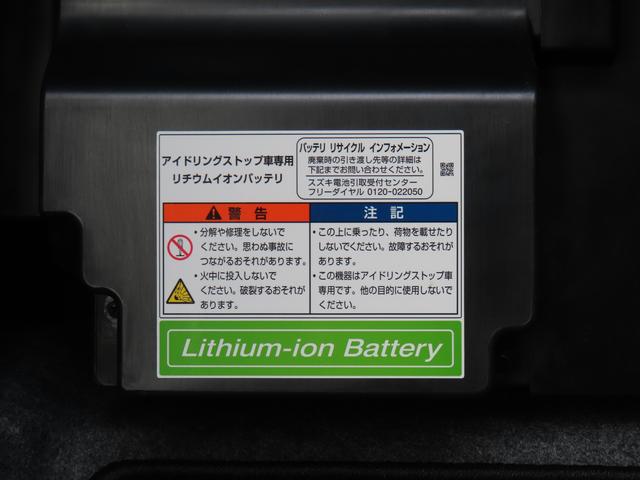 アイドリングストップ車専用
リチウムイオンバッテリ
バッテリ リサイクル インフォメーション
廃棄時の引き渡し先等の詳細は
下記までお問い合わせください。
スズキ電池引取受付センター
フリーダイヤル 0120-022050
警告
・分解や修理をしないで
ください。思わぬ事故に
つながるおそれがあります。
・火中に投入しないで
ください。破裂するおそれが
あります。
注記
・この上に乗ったり、荷物を載せたり
しないでください。故障するおそれが
あります。
・この機器はアイドリングストップ車
専用です。他の目的に使用しないで
ください。
Lithium-ion Battery